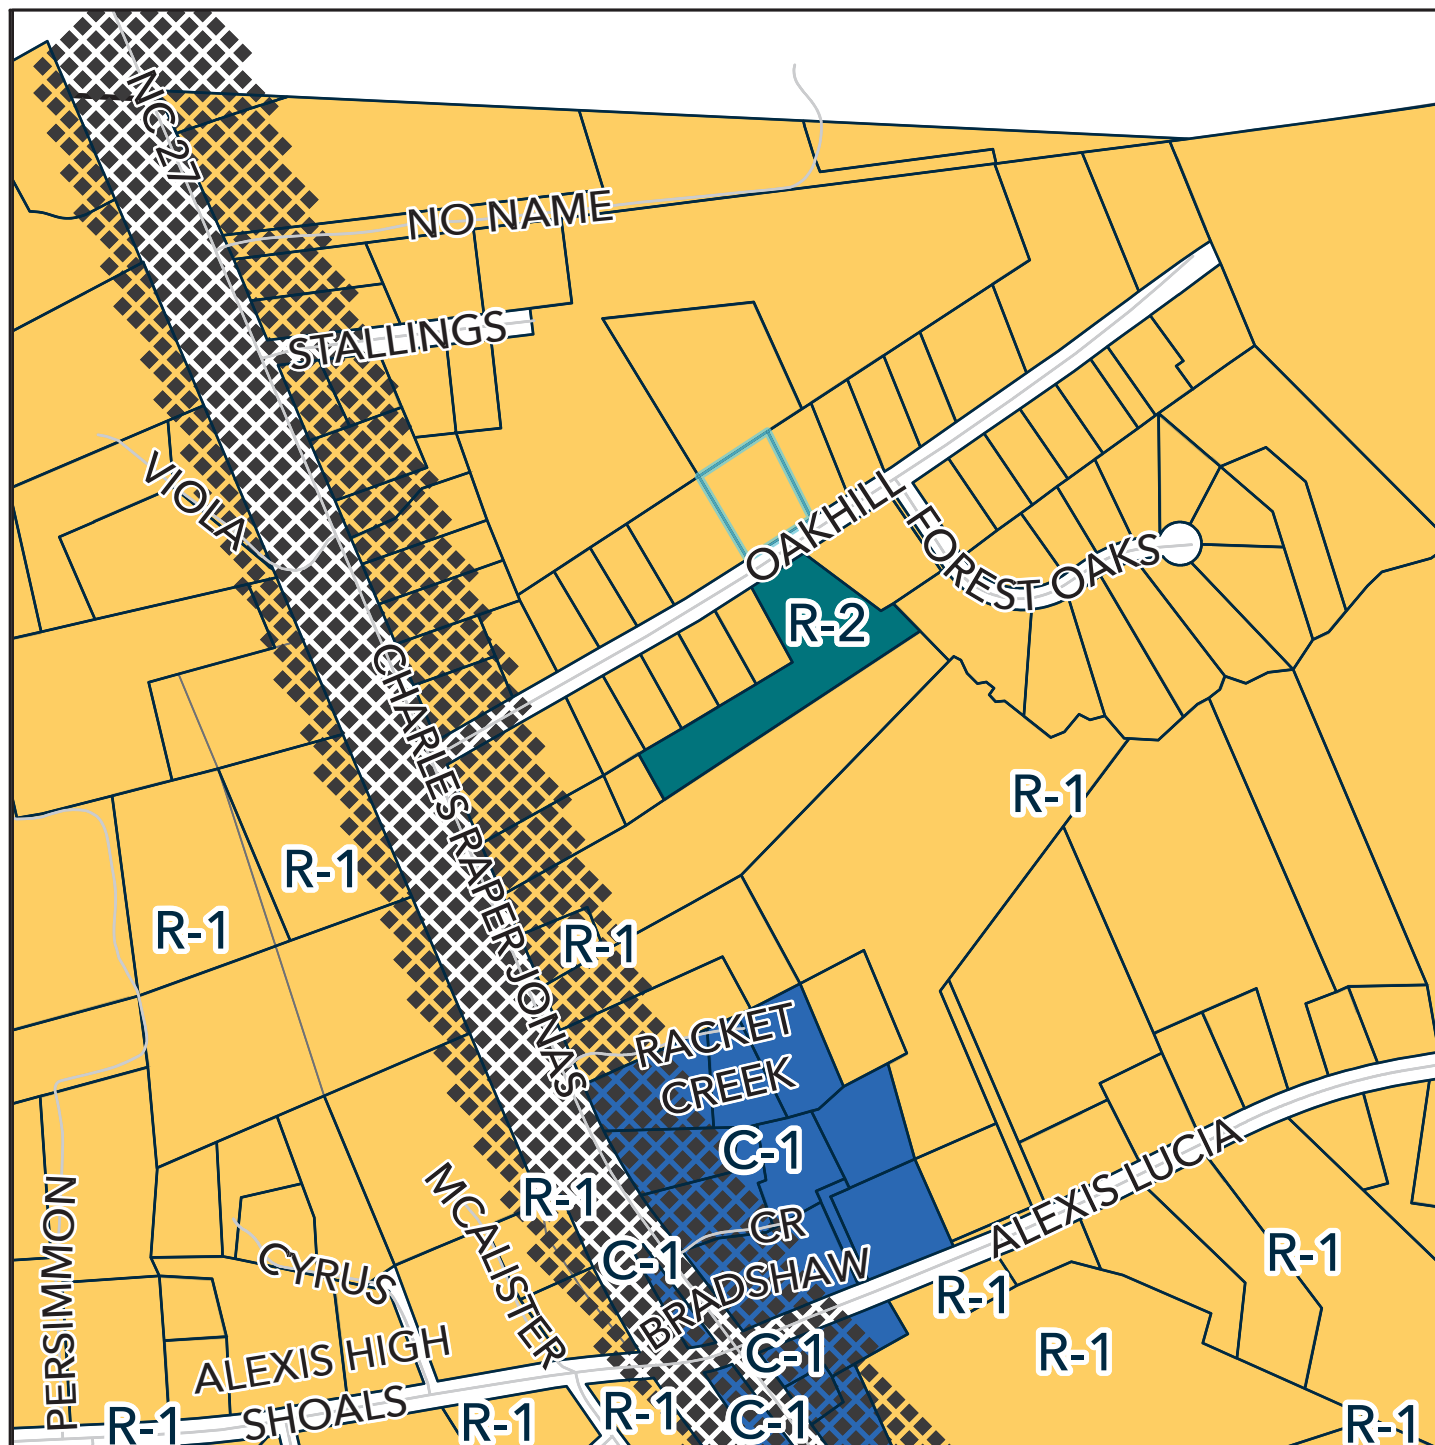 NC 27
NO NAME
STALLINGS
VIOLA
OAKHILL
FOREST OAKS
R-2
CHARLES RAPER JONAS
R-1
R-1
R-1
R-1
RACKET
CREEK
C-1
ALEXIS LUCIA
PERSIMMON
MCALISTER
R-1
CR
BRADSHAW
C-1
CYRUS
R-1
R-1
ALEXIS HIGH
SHOALS
C-1
R-1
R-1
R-1
R-1
C-1
R-1